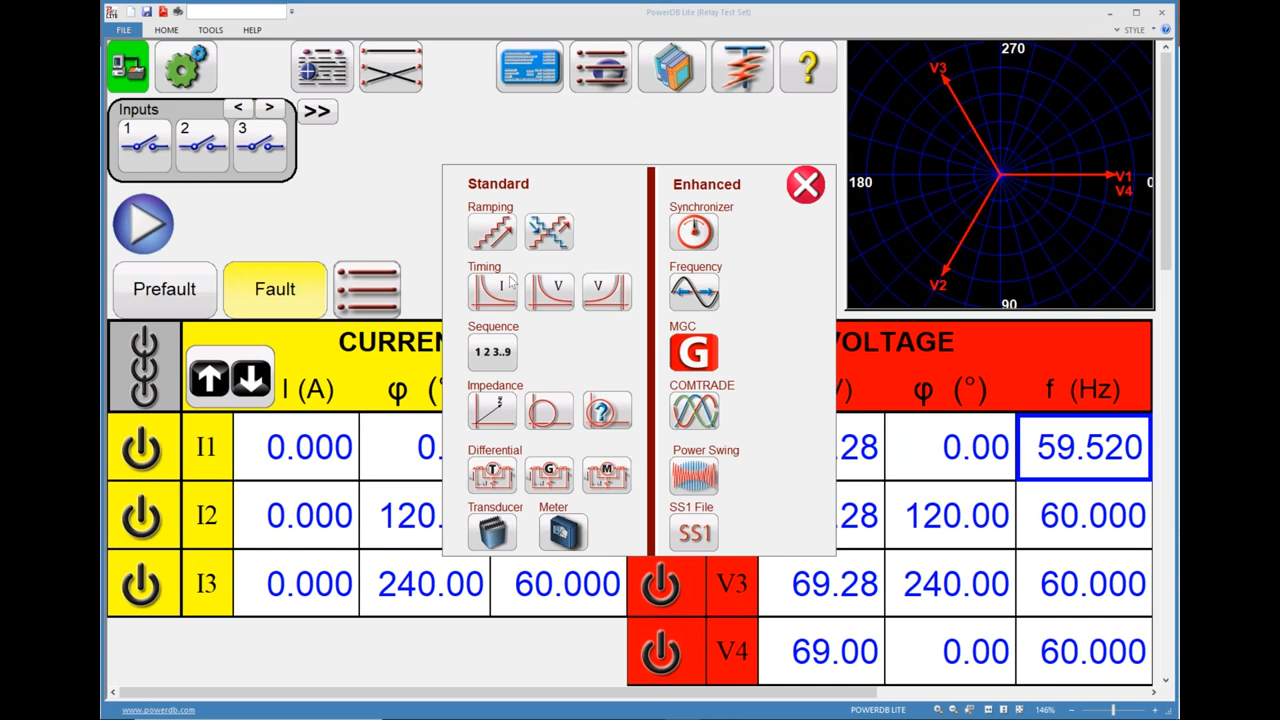 PowerDB Lite (Relay Test Set)
FILE HOME TOOLS HELP STYLE
?
270
Inputs < > >>
1 2 3
V3
180 V1 0
V4
V2
90
Standard Enhanced
Ramping Synchronizer
Timing Frequency
I V V
Sequence MGC
1 2 3..9 G
Impedance COMTRADE
Z ?
Differential Power Swing
T G M
Transducer Meter SS1 File
SS1
Prefault Fault
CURREN VOLTAGE
I (A) φ (° V) φ (°) f (Hz)
I1 0.000 0. .28 0.00 59.520
I2 0.000 120. .28 120.00 60.000
I3 0.000 240.00 60.000 V3 69.28 240.00 60.000
V4 69.00 0.00 60.000
www.powerdb.com POWERDB LITE 146%